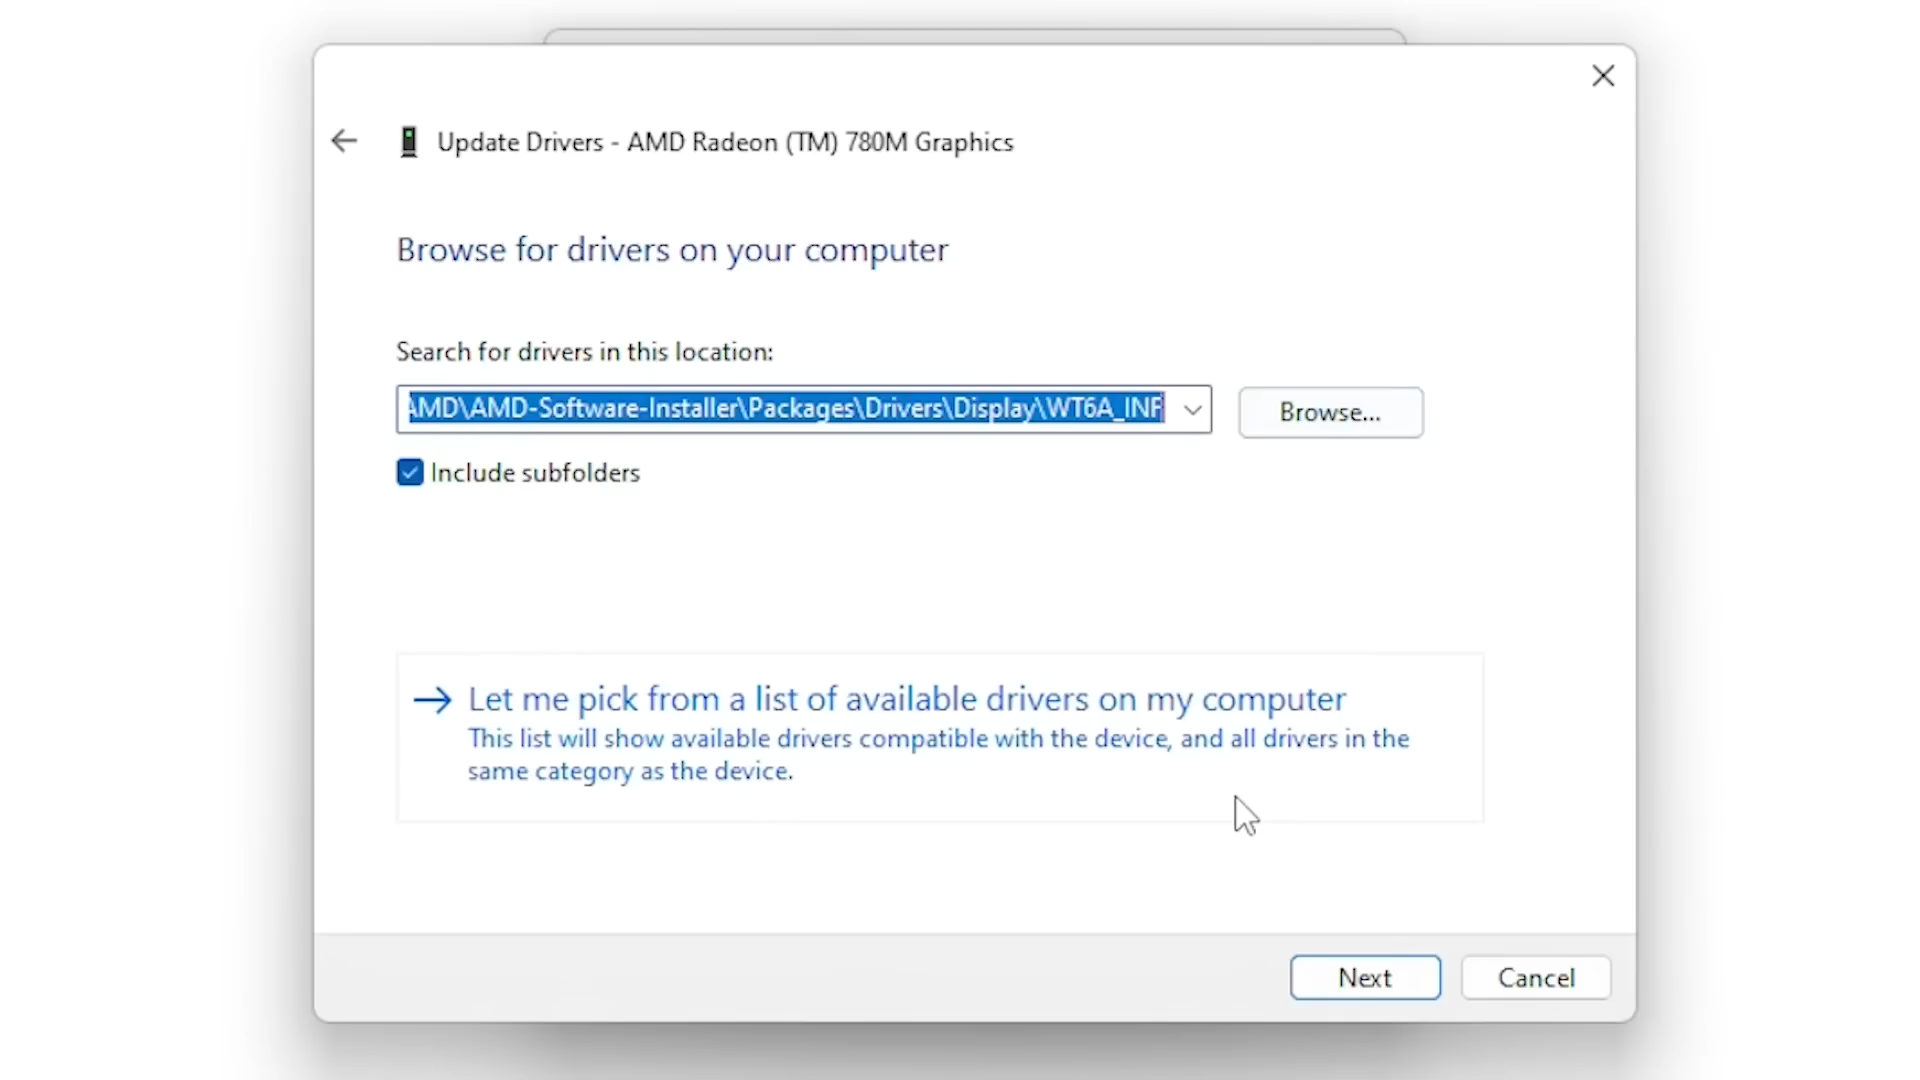 Update Drivers - AMD Radeon (TM) 780M Graphics
Browse for drivers on your computer
Search for drivers in this location:
AMD\AMD-Software-Installer\Packages\Drivers\Display\WT6A_INF
Browse...
Include subfolders
Let me pick from a list of available drivers on my computer
This list will show available drivers compatible with the device, and all drivers in the
same category as the device.
Next
Cancel